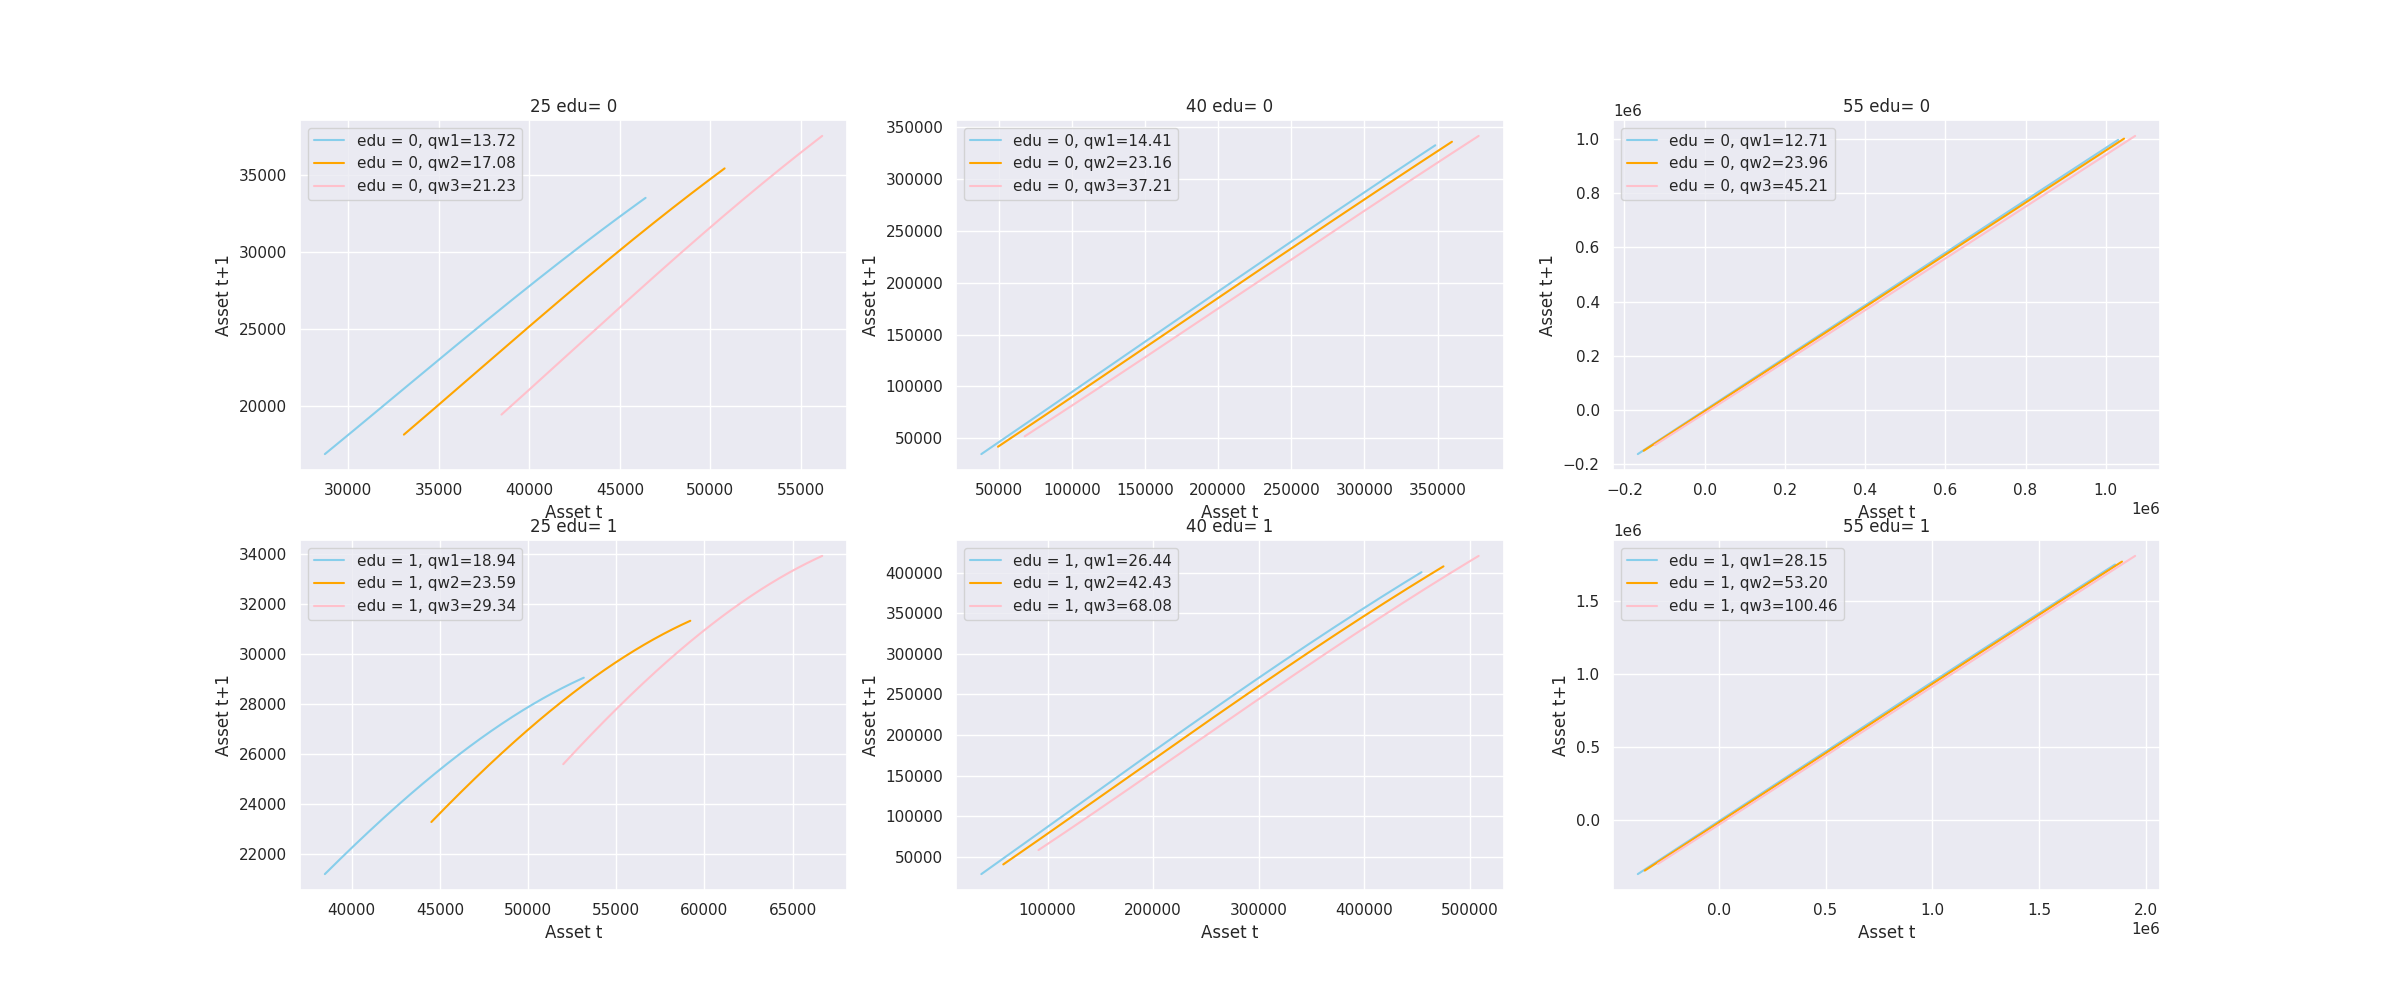 25 edu= 0
edu = 0, qw1=13.72
edu = 0, qw2=17.08
edu = 0, qw3=21.23
35000
30000
25000
20000
Asset t+1
30000 35000 40000 45000 50000 55000
Asset t
40 edu= 0
edu = 0, qw1=14.41
edu = 0, qw2=23.16
edu = 0, qw3=37.21
350000
300000
250000
200000
150000
100000
50000
Asset t+1
50000 100000 150000 200000 250000 300000 350000
Asset t
55 edu= 0
1e6
edu = 0, qw1=12.71
edu = 0, qw2=23.96
edu = 0, qw3=45.21
1.0
0.8
0.6
0.4
0.2
0.0
−0.2
Asset t+1
−0.2 0.0 0.2 0.4 0.6 0.8 1.0
1e6
Asset t
25 edu= 1
edu = 1, qw1=18.94
edu = 1, qw2=23.59
edu = 1, qw3=29.34
34000
32000
30000
28000
26000
24000
22000
Asset t+1
40000 45000 50000 55000 60000 65000
Asset t
40 edu= 1
edu = 1, qw1=26.44
edu = 1, qw2=42.43
edu = 1, qw3=68.08
400000
350000
300000
250000
200000
150000
100000
50000
Asset t+1
100000 200000 300000 400000 500000
Asset t
55 edu= 1
1e6
edu = 1, qw1=28.15
edu = 1, qw2=53.20
edu = 1, qw3=100.46
1.5
1.0
0.5
0.0
Asset t+1
0.0 0.5 1.0 1.5 2.0
1e6
Asset t